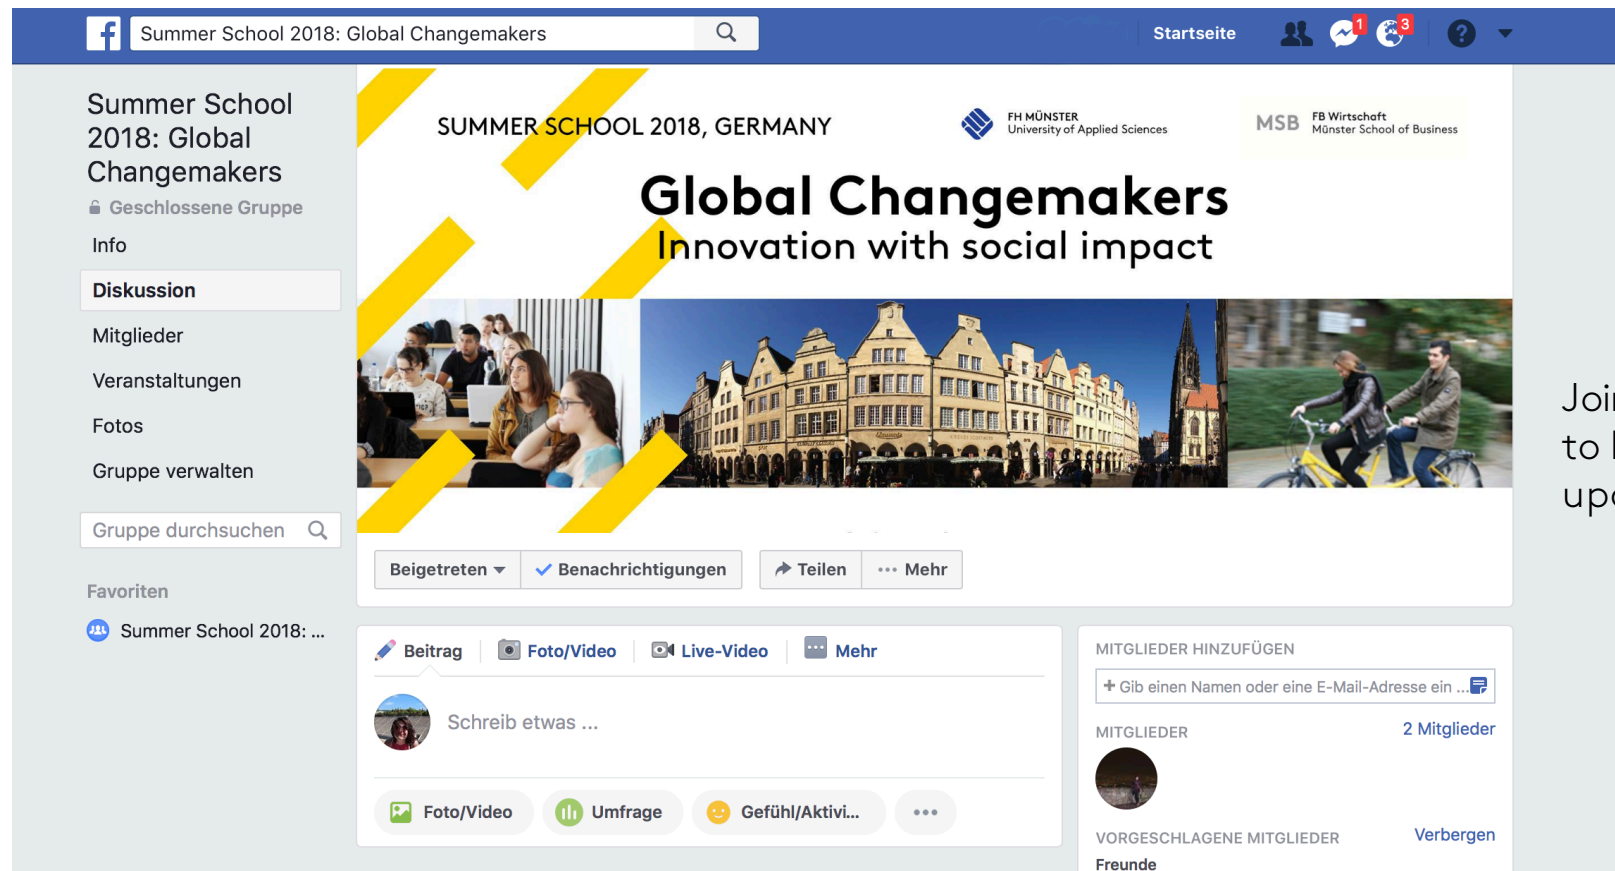 Summer School 2018: Global Changemakers
Startseite
1
3
?
Summer School
2018: Global
Changemakers
Geschlossene Gruppe
Info
Diskussion
Mitglieder
Veranstaltungen
Fotos
Gruppe verwalten
Gruppe durchsuchen
Favoriten
Summer School 2018: ...
SUMMER SCHOOL 2018, GERMANY
FH MÜNSTER
University of Applied Sciences
MSB
FB Wirtschaft
Münster School of Business
Global Changemakers
Innovation with social impact
Beigetreten
Benachrichtigungen
Teilen
··· Mehr
Beitrag
Foto/Video
Live-Video
Mehr
Schreib etwas ...
Foto/Video
Umfrage
Gefühl/Aktivi...
MITGLIEDER HINZUFÜGEN
+ Gib einen Namen oder eine E-Mail-Adresse ein ...
MITGLIEDER
2 Mitglieder
VORGESCHLAGENE MITGLIEDER
Verbergen
Freunde
to